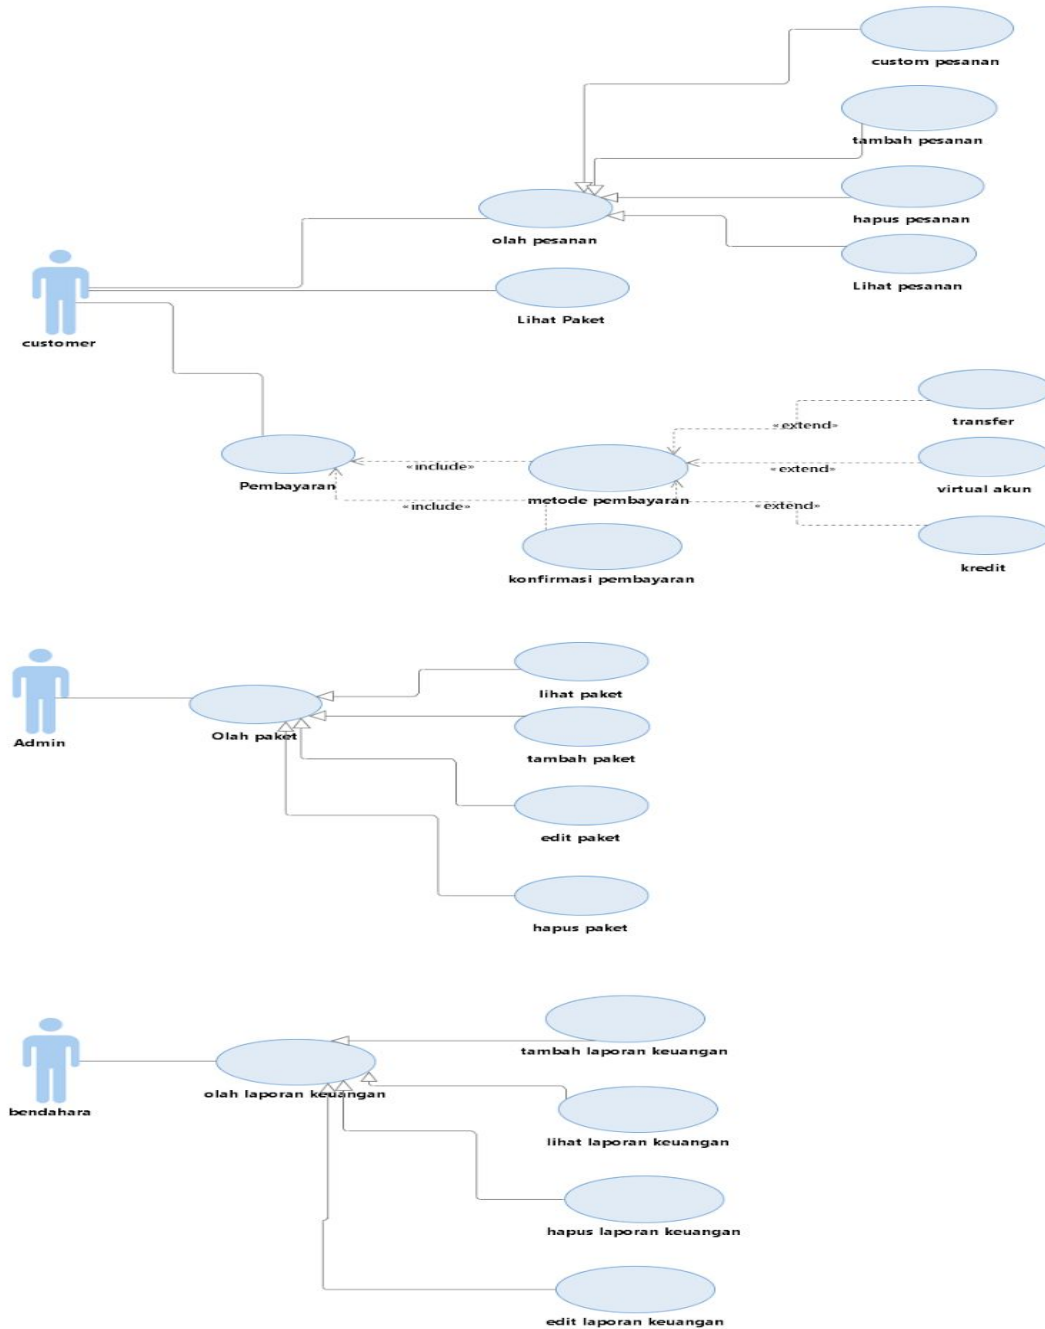 custom pesanan
tambah pesanan
hapus pesanan
olah pesanan
Lihat pesanan
Lihat Paket
customer
«extend»
transfer
«include»
«extend»
Pembayaran
virtual akun
metode pembayaran
«include»
«extend»
kredit
konfirmasi pembayaran
lihat paket
Olah paket
Admin
tambah paket
edit paket
hapus paket
tambah laporan keuangan
olah laporan keuangan
bendahara
lihat laporan keuangan
hapus laporan keuangan
edit laporan keuangan